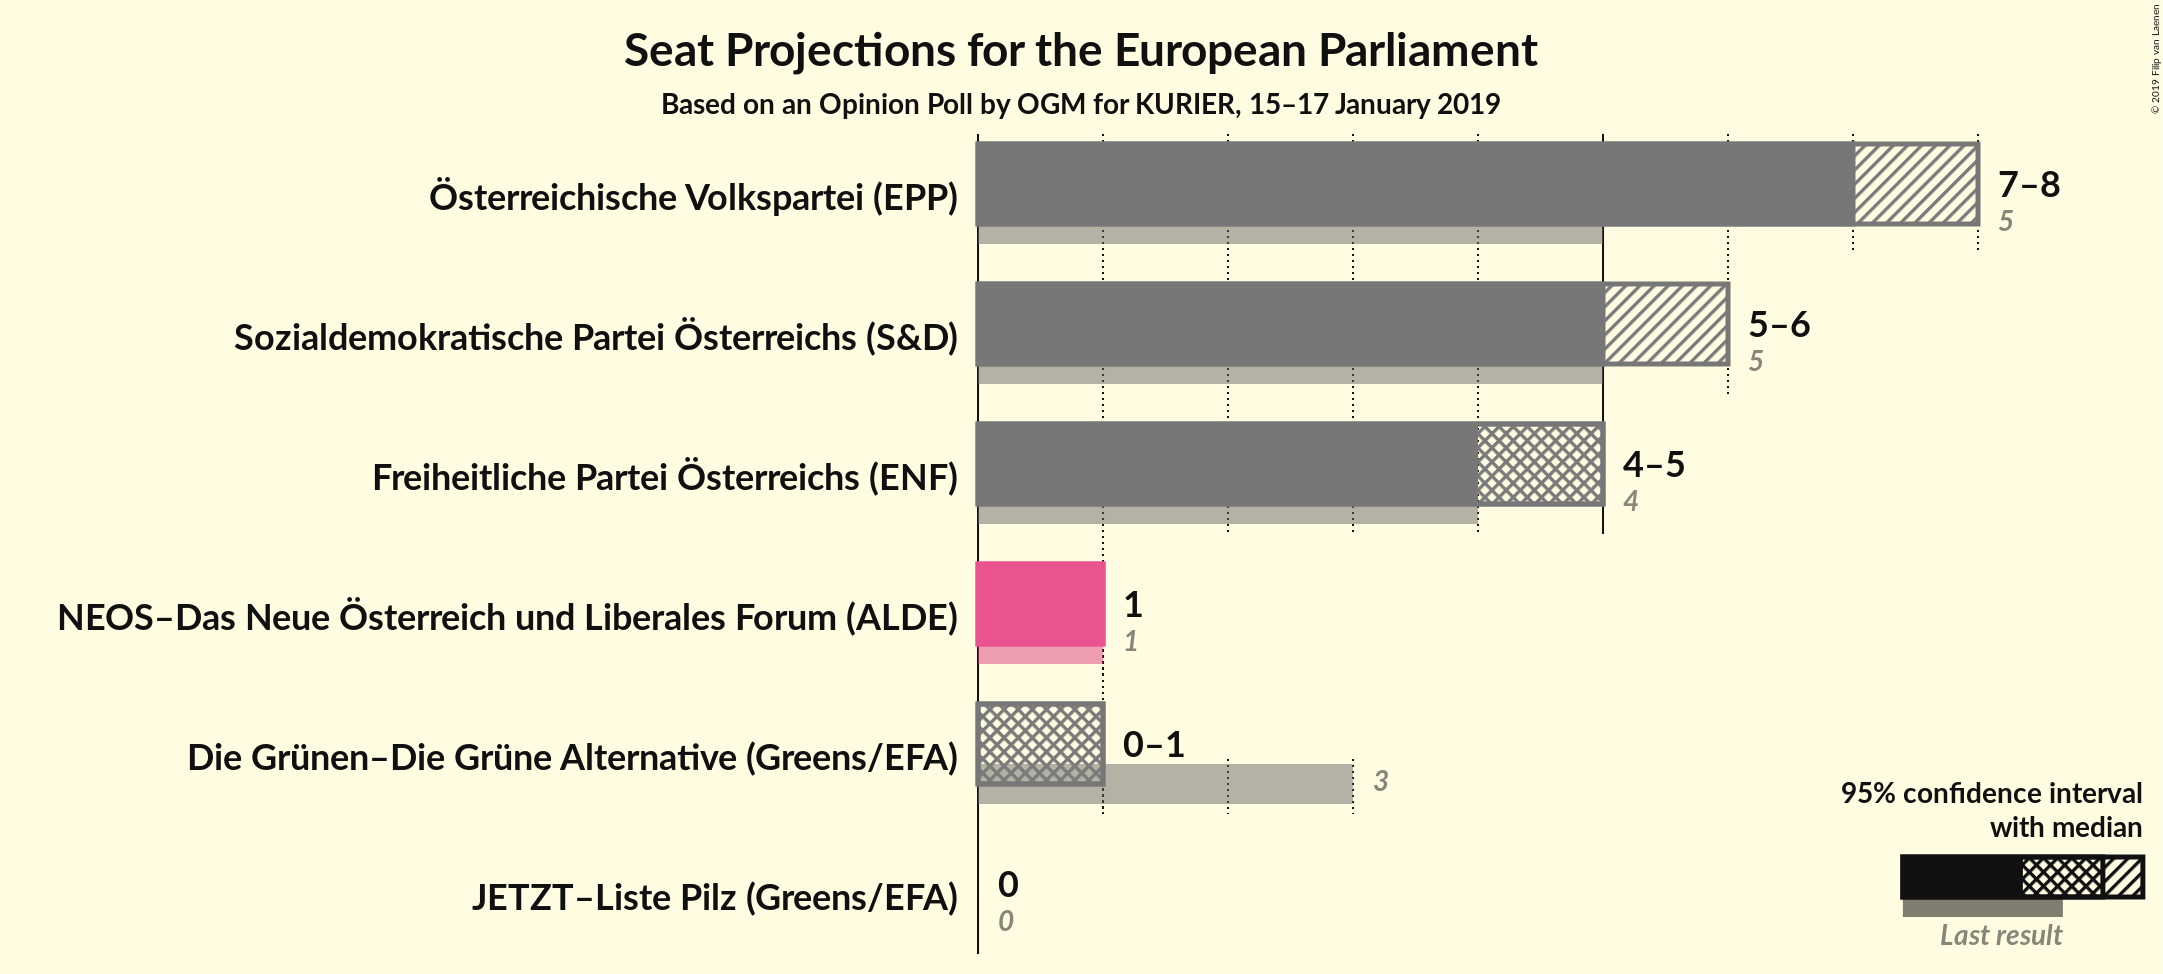 Seat Projections for the European Parliament
Based on an Opinion Poll by OGM for KURIER, 15–17 January 2019
© 2019 Filip van Laenen
Österreichische Volkspartei (EPP)
7–8
5
Sozialdemokratische Partei Österreichs (S&D)
5–6
5
Freiheitliche Partei Österreichs (ENF)
4–5
4
NEOS–Das Neue Österreich und Liberales Forum (ALDE)
1
1
Die Grünen–Die Grüne Alternative (Greens/EFA)
0–1
3
JETZT–Liste Pilz (Greens/EFA)
0
0
95% confidence interval
with median
Last result